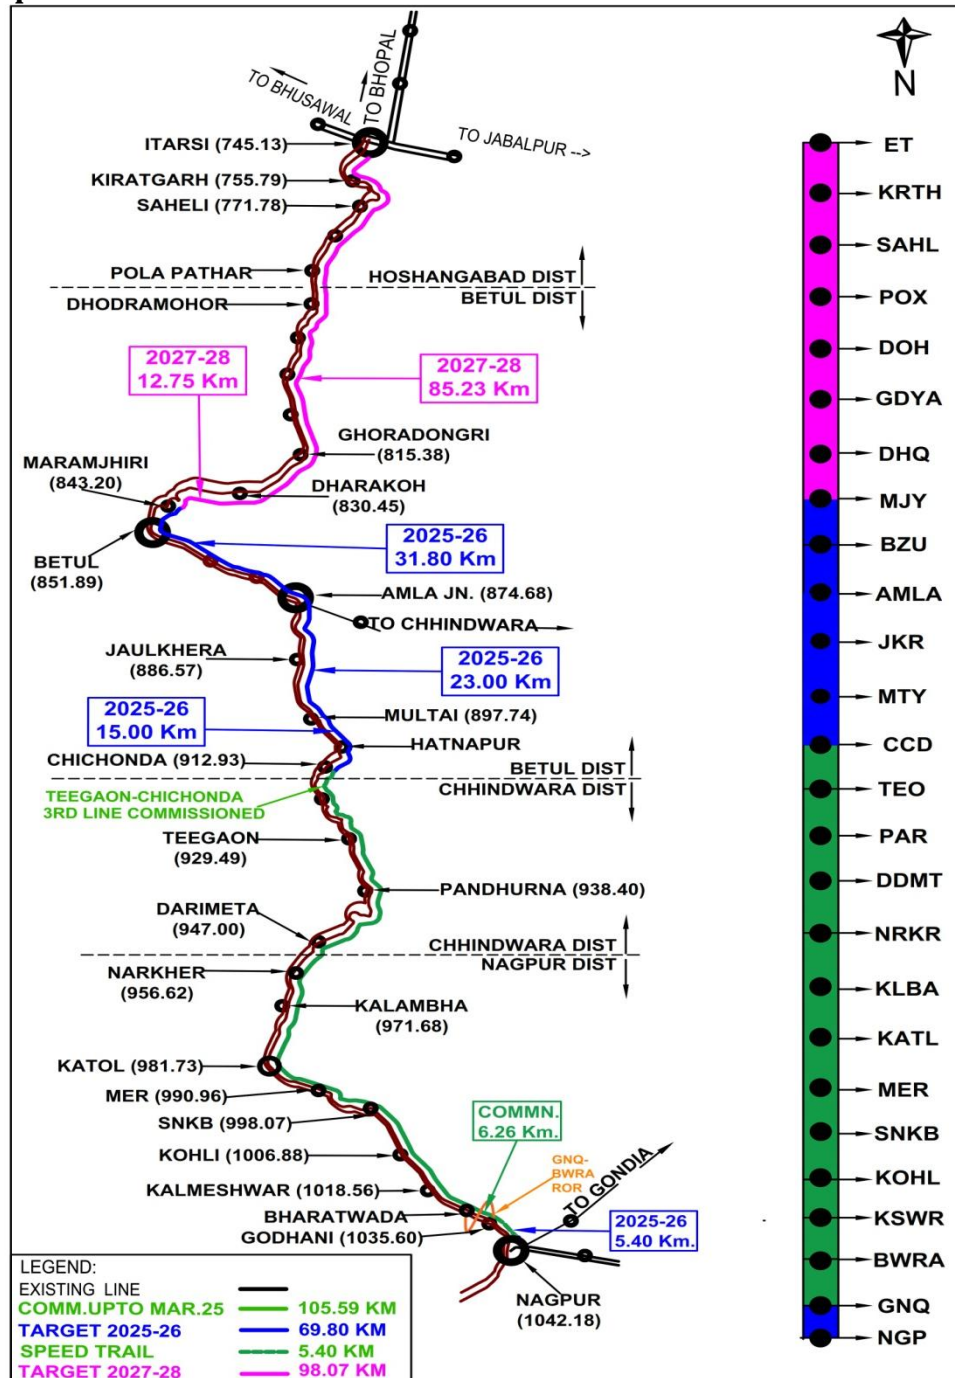 N
TO BHUSAWAL
TO BHOPAL
TO JABALPUR -->
ITARSI (745.13)
KIRATGARH (755.79)
SAHELI (771.78)
POLA PATHAR
HOSHANGABAD DIST
BETUL DIST
DHODRAMOHOR
2027-28
12.75 Km
2027-28
85.23 Km
GHORADONGRI
(815.38)
MARAMJHIRI
(843.20)
DHARAKOH
(830.45)
BETUL
(851.89)
2025-26
31.80 Km
AMLA JN. (874.68)
TO CHHINDWARA
JAULKHERA
(886.57)
2025-26
23.00 Km
2025-26
15.00 Km
MULTAI (897.74)
HATNAPUR
CHICHONDA (912.93)
BETUL DIST
CHHINDWARA DIST
TEEGAON-CHICHONDA
3RD LINE COMMISSIONED
TEEGAON
(929.49)
PANDHURNA (938.40)
DARIMETA
(947.00)
CHHINDWARA DIST
NAGPUR DIST
NARKHER
(956.62)
KALAMBHA
(971.68)
KATOL (981.73)
MER (990.96)
SNKB (998.07)
COMMN.
6.26 Km.
KOHLI (1006.88)
GNQ-
BWRA
ROR
TO GONDIA
KALMESHWAR (1018.56)
BHARATWADA
GODHANI (1035.60)
2025-26
5.40 Km.
NAGPUR
(1042.18)
LEGEND:
EXISTING LINE
COMM.UPTO MAR.25 105.59 KM
TARGET 2025-26 69.80 KM
SPEED TRAIL 5.40 KM
TARGET 2027-28 98.07 KM
ET
KRTH
SAHL
POX
DOH
GDYA
DHQ
MJY
BZU
AMLA
JKR
MTY
CCD
TEO
PAR
DDMT
NRKR
KLBA
KATL
MER
SNKB
KOHL
KSWR
BWRA
GNQ
NGP